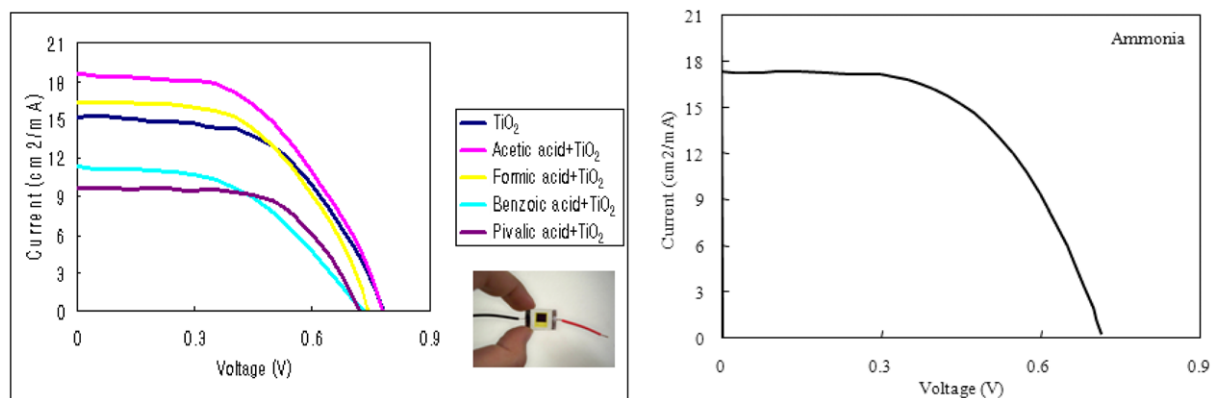 21
18
15
12
9
6
3
0
Current (cm2/mA)
0
0.3
0.6
0.9
Voltage (V)
TiO₂
Acetic acid+TiO₂
Formic acid+TiO₂
Benzoic acid+TiO₂
Pivalic acid+TiO₂
21
18
15
12
9
6
3
0
Current (cm2/mA)
Ammonia
0
0.3
0.6
0.9
Voltage (V)